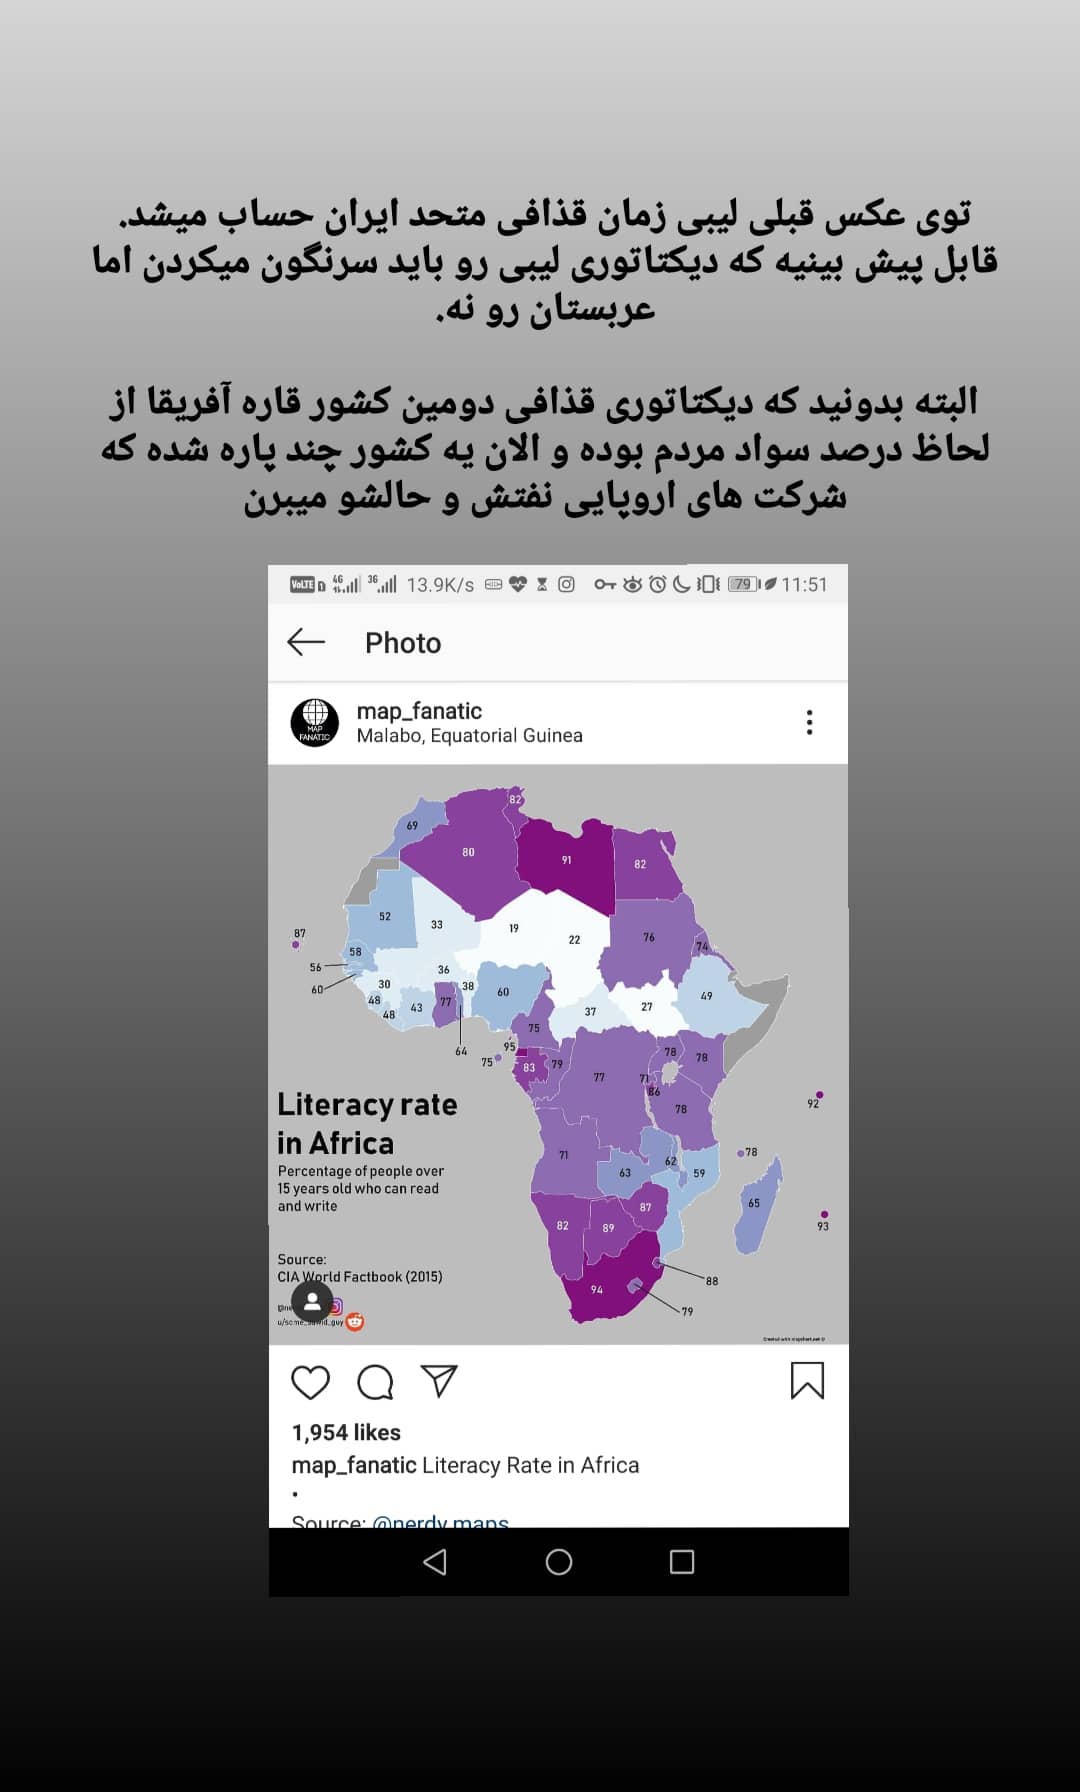 توی عکس قبلی لیبی زمان قذافی متحد ایران حساب میشد.
قابل پیش بینیه که دیکتاتوری لیبی رو باید سرنگون میکردن اما
عربستان رو نه.
البته بدونید که دیکتاتوری قذافی دومین کشور قاره آفریقا از
لحاظ درصد سواد مردم بوده و الان یه کشور چند پاره شده که
شرکت های اروپایی نفتش و حالشو میبرن
VoLTE 1 4G 3G 13.9K/s 79 11:51
Photo
MAP
FANATIC
map_fanatic
Malabo, Equatorial Guinea
82
69
80
91
82
52
33
19
22
76
74
87
58
56
36
60
30
38
60
48
43
77
37
27
49
48
75
64
95
75
83
79
77
78
78
71
86
78
92
71
62
78
63
59
65
87
82
89
93
94
88
79
Literacy rate
in Africa
Percentage of people over
15 years old who can read
and write
Source:
CIA World Factbook (2015)
Created with mapchart.net ©
1,954 likes
map_fanatic Literacy Rate in Africa
.
Source: @nerdy.maps